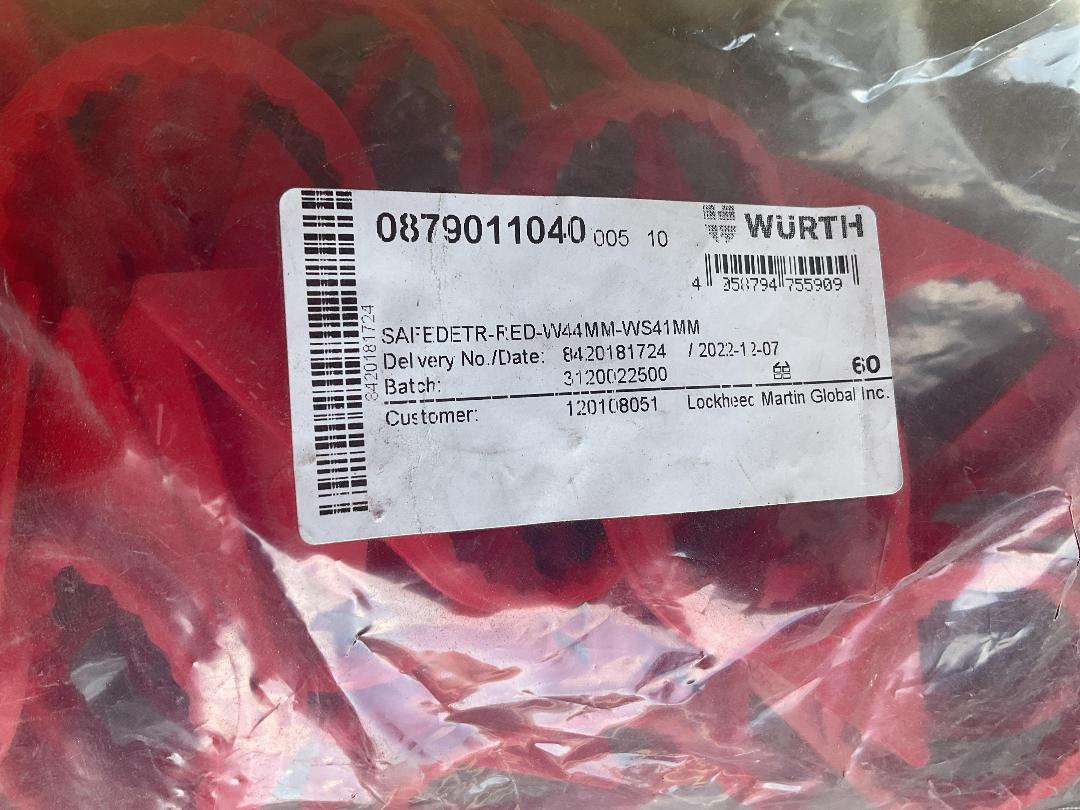 0879011040 005 10
WÜRTH
4 058794 755909
SAFEDETR-RED-W44MM-WS41MM
Delivery No./Date: 8420181724 / 2022-12-07
Batch: 3120022500
60
Customer: 120108051 Lockheed Martin Global Inc.
8420181724